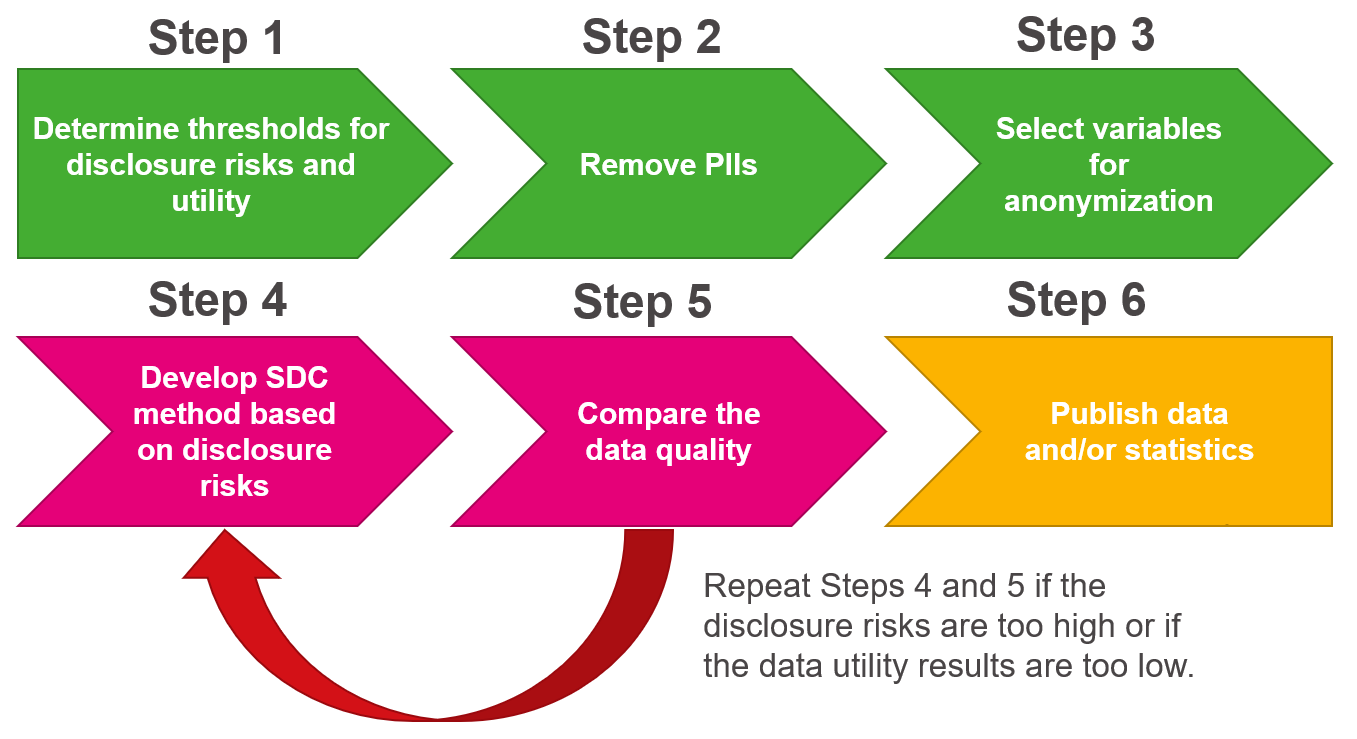 Step 1
Step 2
Step 3
Determine thresholds for
disclosure risks and
utility
Remove PIIs
Select variables
for
anonymization
Step 4
Step 5
Step 6
Develop SDC
method based
on disclosure
risks
Compare the
data quality
Publish data
and/or statistics
Repeat Steps 4 and 5 if the
disclosure risks are too high or if
the data utility results are too low.